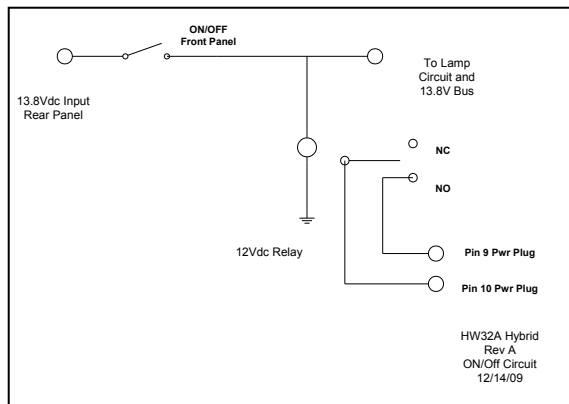 ON/OFF
Front Panel
13.8Vdc Input
Rear Panel
To Lamp
Circuit and
13.8V Bus
NC
NO
12Vdc Relay
Pin 9 Pwr Plug
Pin 10 Pwr Plug
HW32A Hybrid
Rev A
ON/Off Circuit
12/14/09